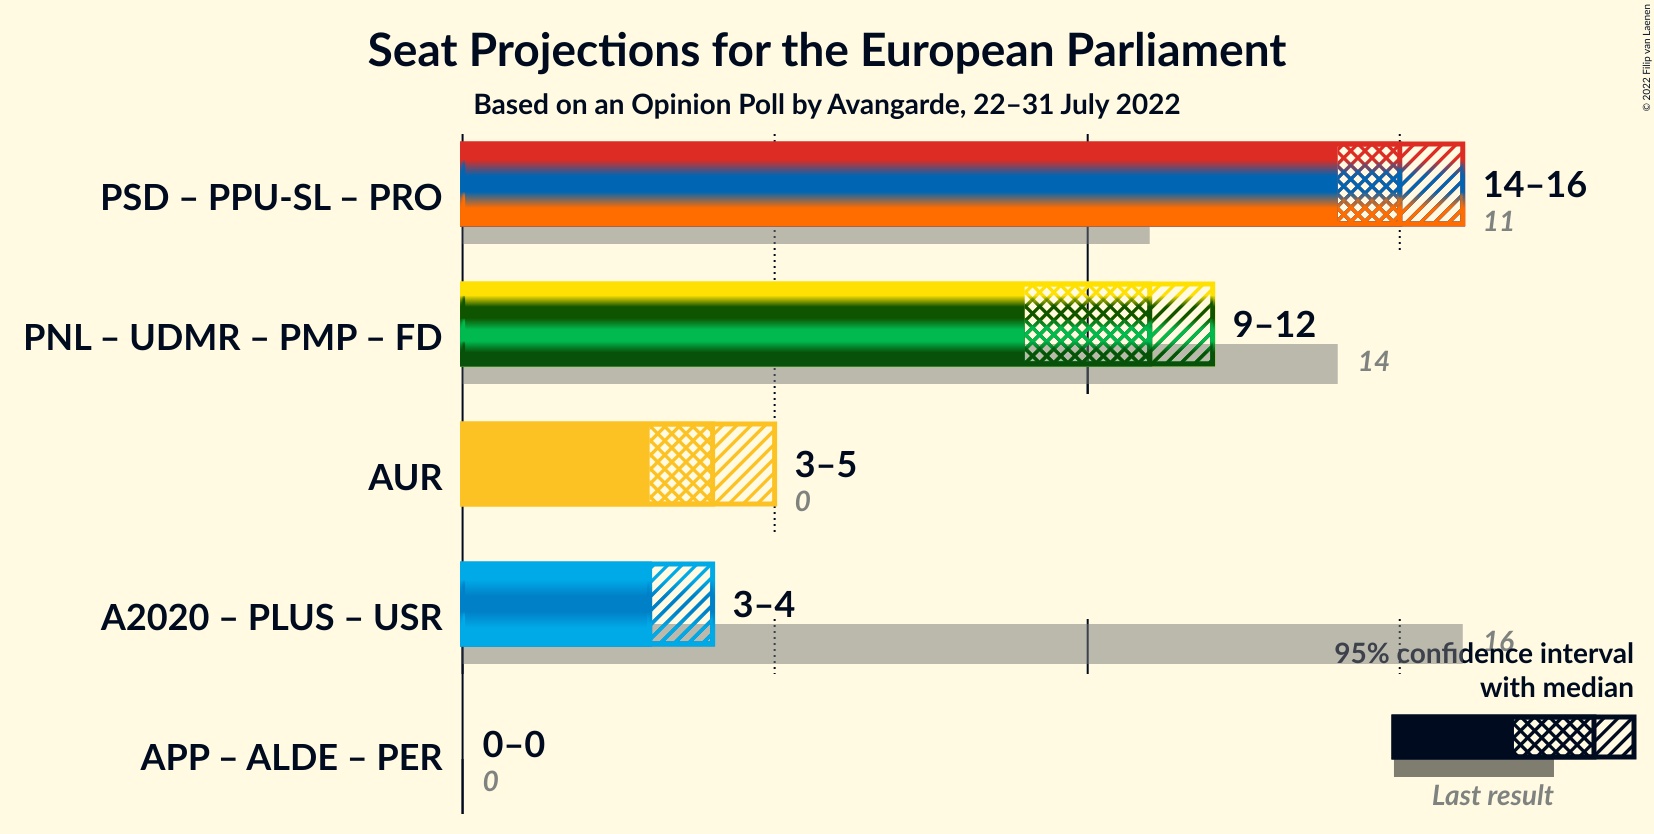 Seat Projections for the European Parliament
Based on an Opinion Poll by Avangarde, 22–31 July 2022
© 2022 Filip van Laenen
PSD – PPU-SL – PRO
14–16
11
PNL – UDMR – PMP – FD
9–12
14
AUR
3–5
0
A2020 – PLUS – USR
3–4
16
APP – ALDE – PER
0–0
0
95% confidence interval
with median
Last result